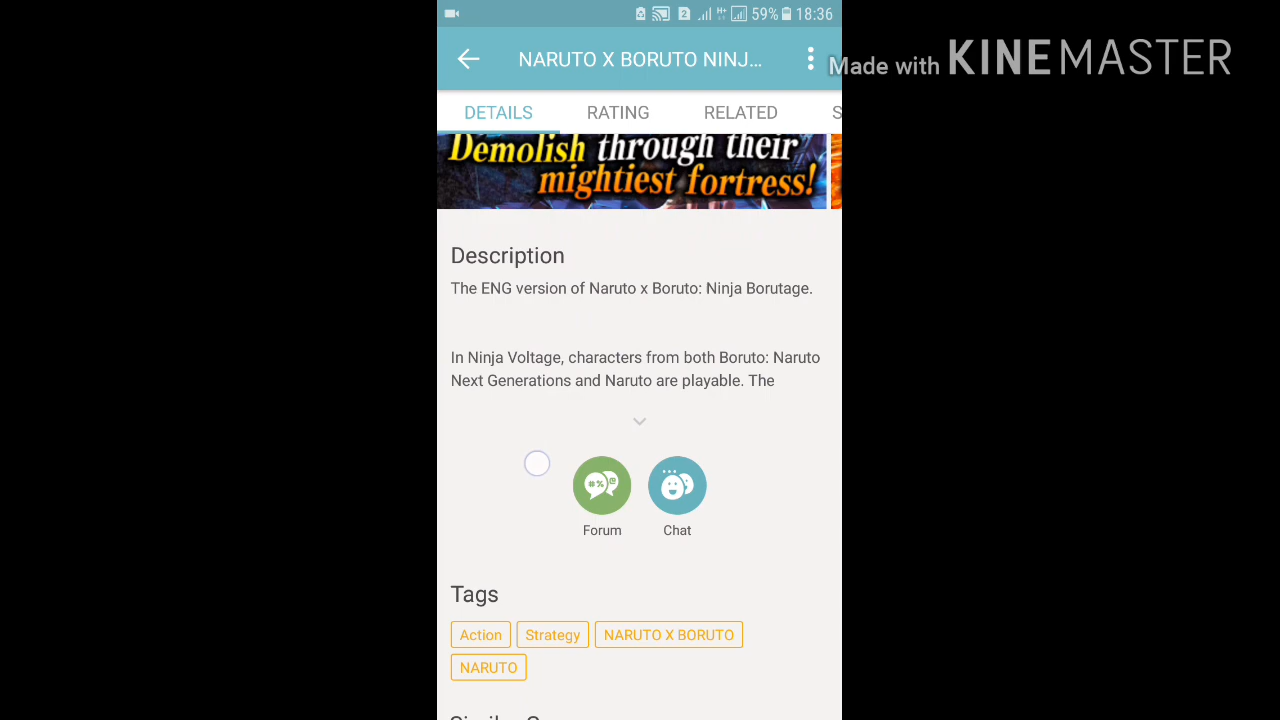 59% 18:36
NARUTO X BORUTO NINJ...
Made with KINEMASTER
DETAILS RATING RELATED S
Demolish through their
mightiest fortress!
Description
The ENG version of Naruto x Boruto: Ninja Borutage.
In Ninja Voltage, characters from both Boruto: Naruto
Next Generations and Naruto are playable. The
Forum Chat
Tags
Action Strategy NARUTO X BORUTO
NARUTO